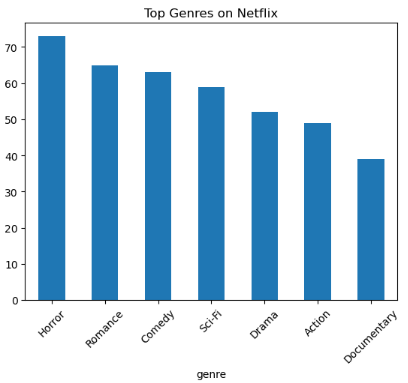 Top Genres on Netflix
70
60
50
40
30
20
10
0
Horror
Romance
Comedy
Sci-Fi
Drama
Action
Documentary
genre